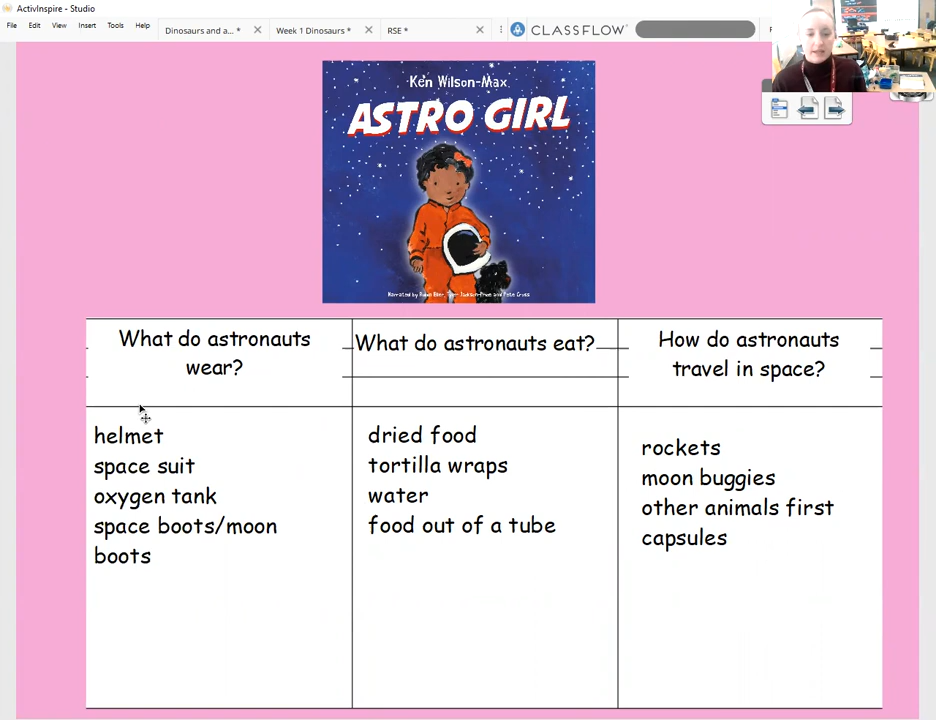 ActivInspire - Studio
File Edit View Insert Tools Help
Dinosaurs and a... *
Week 1 Dinosaurs *
RSE *
CLASSFLOW
Ken Wilson-Max
ASTRO GIRL
What do astronauts
wear?
What do astronauts eat?
How do astronauts
travel in space?
helmet
space suit
oxygen tank
space boots/moon
boots
dried food
tortilla wraps
water
food out of a tube
rockets
moon buggies
other animals first
capsules